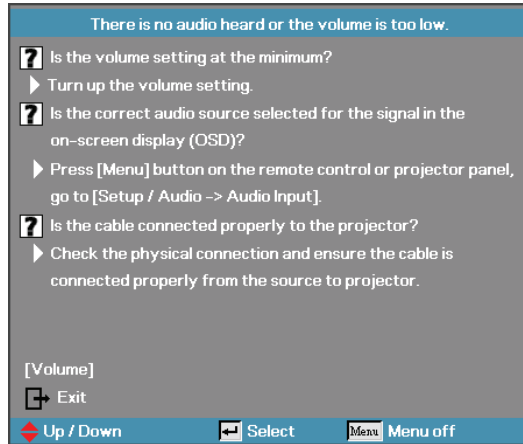 There is no audio heard or the volume is too low.
? Is the volume setting at the minimum?
Turn up the volume setting.
? Is the correct audio source selected for the signal in the
on-screen display (OSD)?
Press [Menu] button on the remote control or projector panel,
go to [Setup / Audio -> Audio Input].
? Is the cable connected properly to the projector?
Check the physical connection and ensure the cable is
connected properly from the source to projector.
[Volume]
Exit
Up / Down Select Menu Menu off